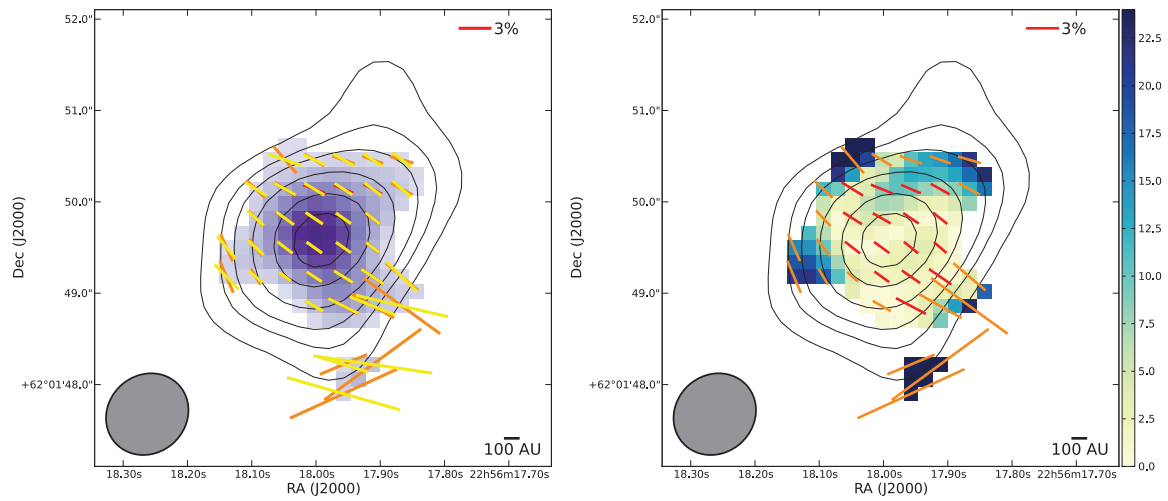 52.0"
51.0"
50.0"
49.0"
+62°01'48.0"
Dec (J2000)
3%
100 AU
18.30s 18.20s 18.10s 18.00s 17.90s 17.80s 22h56m17.70s
RA (J2000)
52.0"
51.0"
50.0"
49.0"
+62°01'48.0"
Dec (J2000)
3%
100 AU
18.30s 18.20s 18.10s 18.00s 17.90s 17.80s 22h56m17.70s
RA (J2000)
22.5
20.0
17.5
15.0
12.5
10.0
7.5
5.0
2.5
0.0